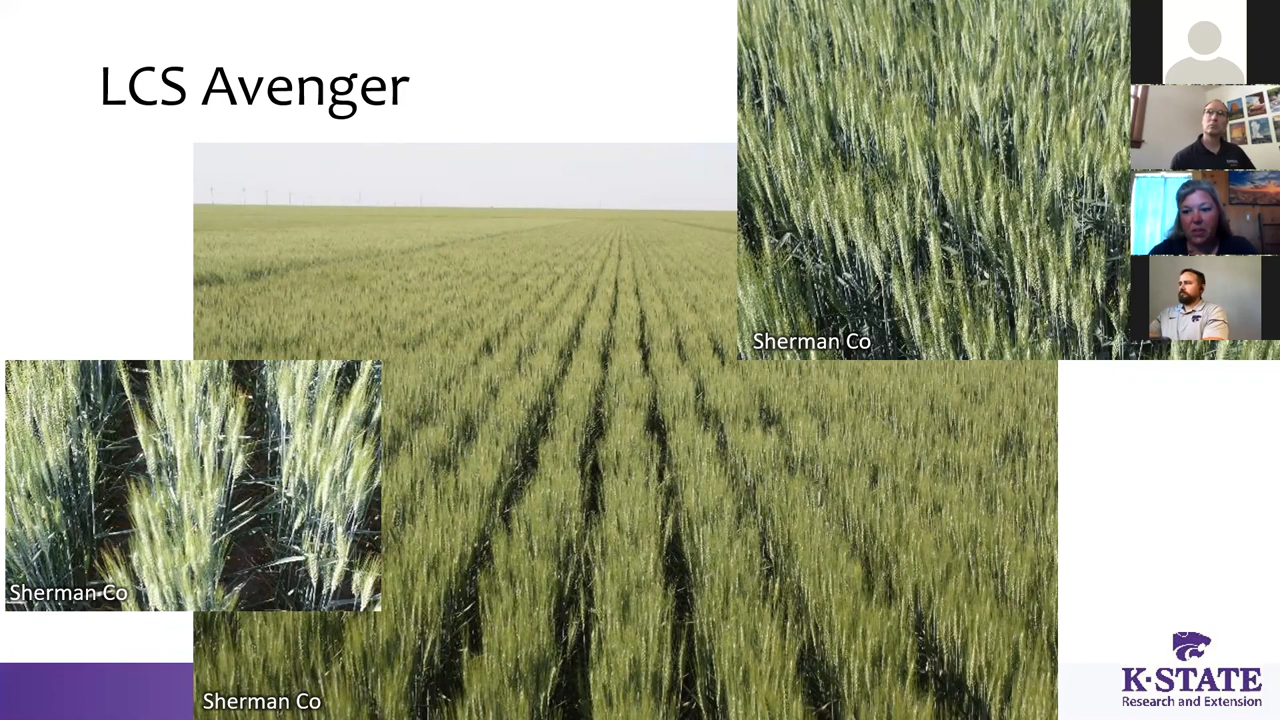 LCS Avenger
Sherman Co
Sherman Co
Sherman Co
K-STATE
Research and Extension